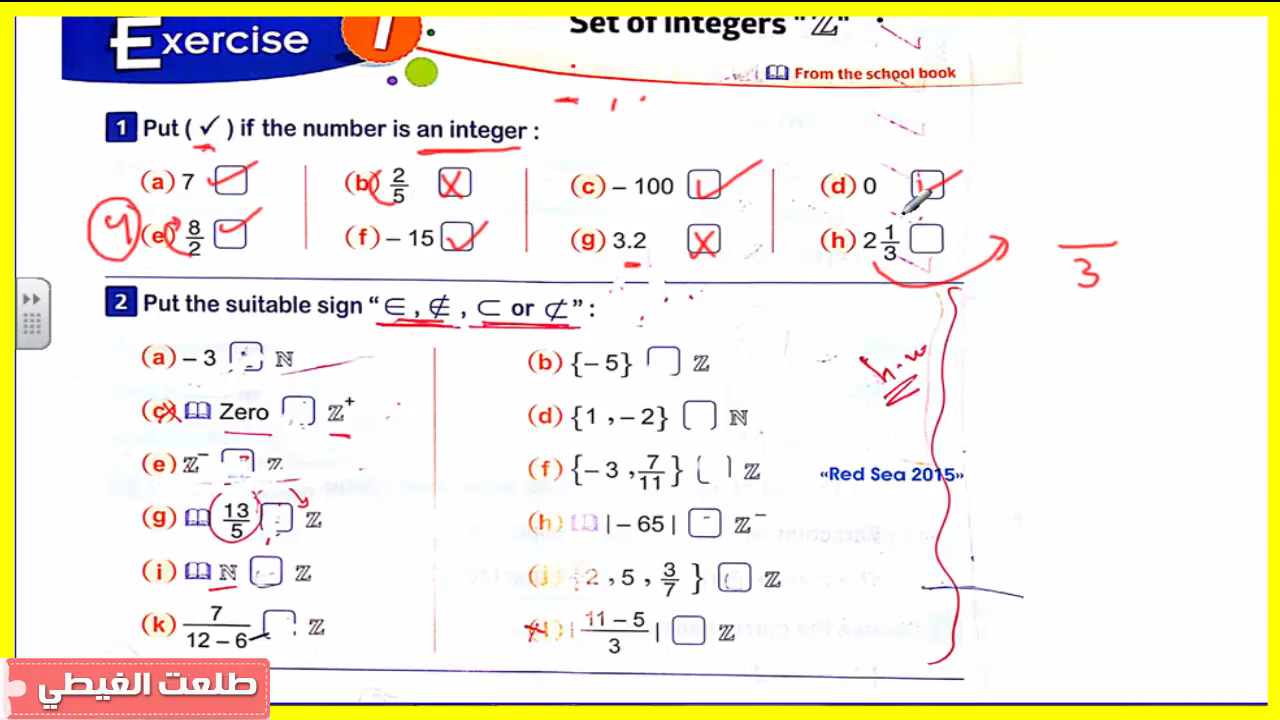 Exercise 7
Set of Integers "ℤ"
From the school book
1 Put ( ✓ ) if the number is an integer :
(a) 7 ✓ (b) 2/5 X (c) – 100 ✓ (d) 0 ✓
4 (e) 8/2 ✓ (f) – 15 ✓ (g) 3.2 X (h) 2 1/3
3
2 Put the suitable sign “ ∈ , ∉ , ⊂ or ⊄ ” :
(a) – 3 ℕ (b) {– 5} ℤ
h.w
(c) Zero ℤ⁺ (d) {1 , – 2} ℕ
(e) ℤ⁻ ℤ (f) {– 3 , 7/11} ℤ «Red Sea 2015»
(g) 13/5 ℤ (h) |– 65| ℤ⁻
(i) ℕ ℤ (j) {2 , 5 , 3/7} ℤ
(k) 7/(12 – 6) ℤ (l) |(11 – 5)/3| ℤ
طلعت الغيطي